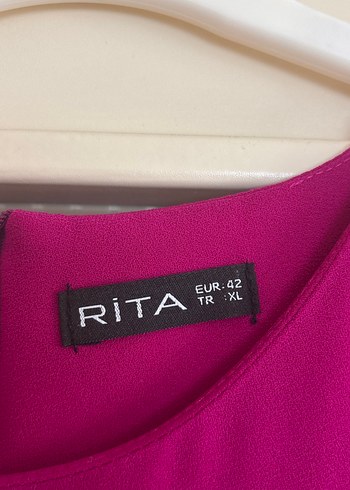 RİTA
EUR: 42
TR : XL